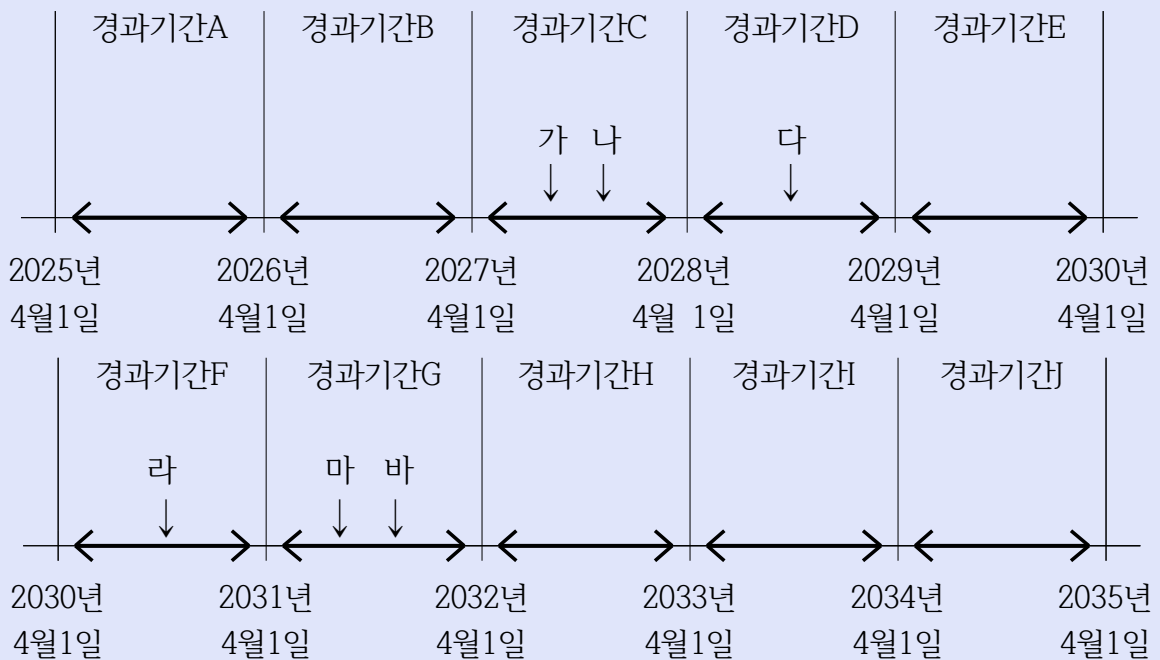 경과기간A 경과기간B 경과기간C 경과기간D 경과기간E
가 나 다
2025년 2026년 2027년 2028년 2029년 2030년
4월1일 4월1일 4월1일 4월 1일 4월1일 4월1일
경과기간F 경과기간G 경과기간H 경과기간I 경과기간J
라 마 바
2030년 2031년 2032년 2033년 2034년 2035년
4월1일 4월1일 4월1일 4월1일 4월1일 4월1일